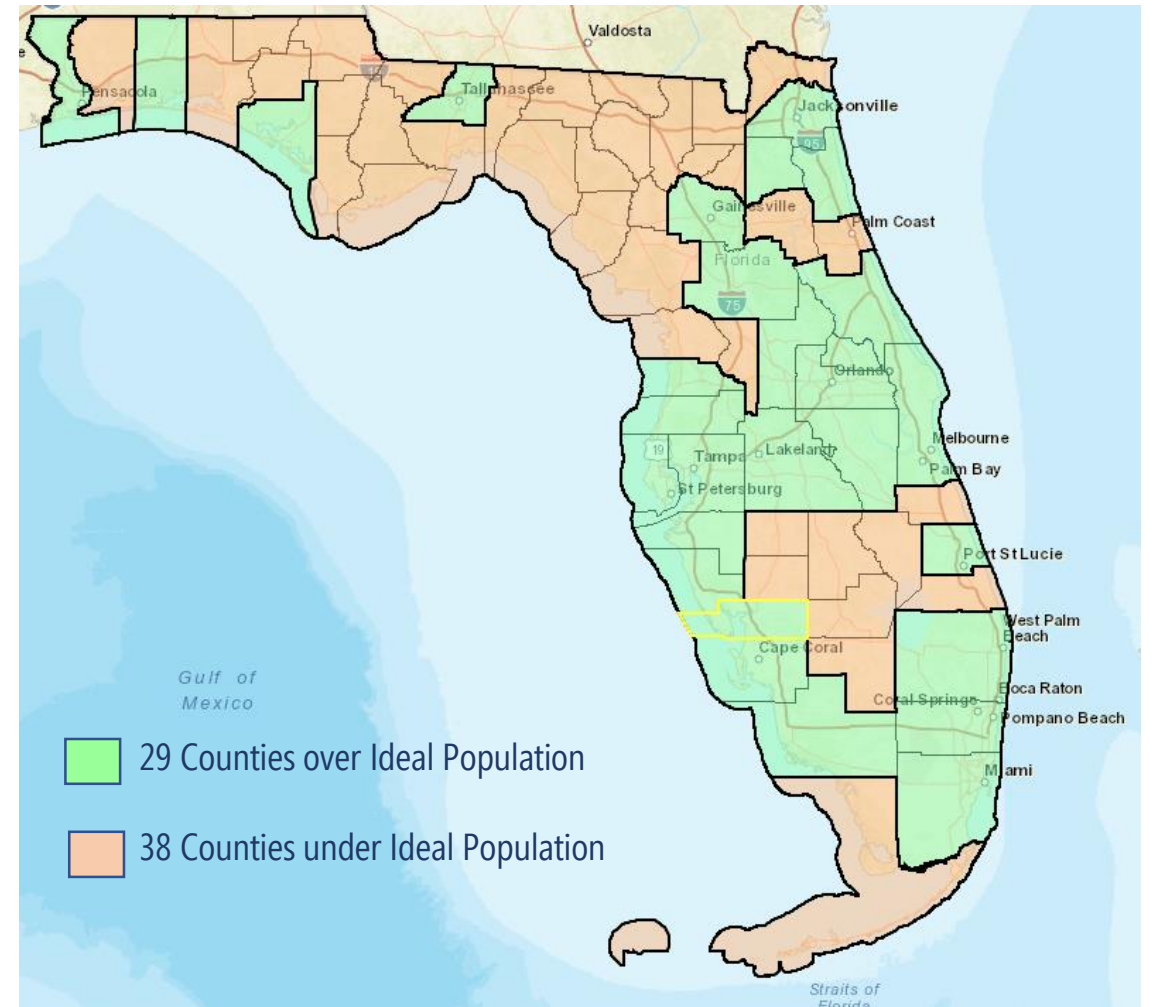 Valdosta
Pensacola
Tallahassee
Jacksonville
95
Gainesville
Palm Coast
Florida
75
Orlando
Melbourne
19
Tampa
Lakeland
Palm Bay
St Petersburg
Port St Lucie
West Palm
Beach
Cape Coral
Gulf of
Mexico
Boca Raton
Coral Springs
Pompano Beach
29 Counties over Ideal Population
Miami
38 Counties under Ideal Population
Straits of
Florida